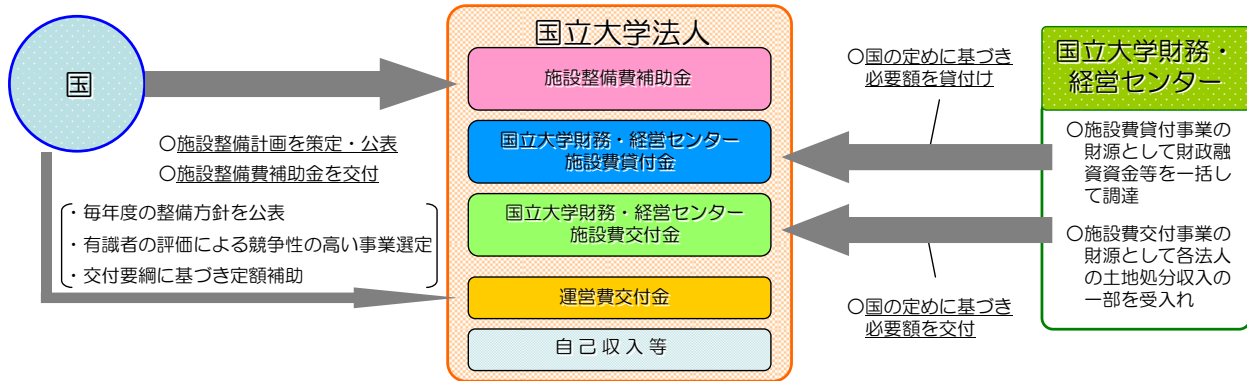 国
〇施設整備計画を策定・公表
〇施設整備費補助金を交付
・毎年度の整備方針を公表
・有識者の評価による競争性の高い事業選定
・交付要綱に基づき定額補助
国立大学法人
施設整備費補助金
国立大学財務・経営センター
施設費貸付金
国立大学財務・経営センター
施設費交付金
運営費交付金
自己収入等
〇国の定めに基づき
必要額を貸付け
〇国の定めに基づき
必要額を交付
国立大学財務・
経営センター
〇施設費貸付事業の
財源として財政融
資資金等を一括し
て調達
〇施設費交付事業の
財源として各法人
の土地処分収入の
一部を受入れ